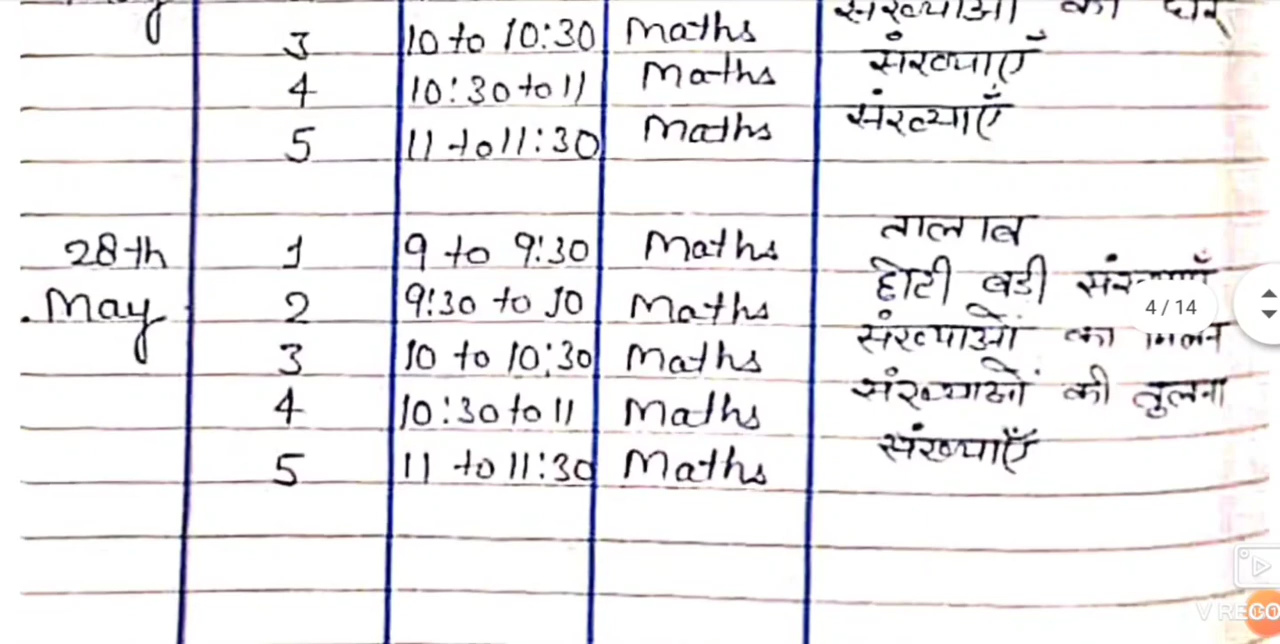 3 10 to 10:30 Maths संख्याओं का
4 10:30 to 11 Maths संख्याएँ
5 11 to 11:30 Maths संख्याएँ
28th 1 9 to 9:30 Maths तालाब
May 2 9:30 to 10 Maths छोटी बडी
4/14
3 10 to 10:30 Maths संख्याओं का
4 10:30 to 11 Maths संख्याओं की तुलना
5 11 to 11:30 Maths संख्याएँ